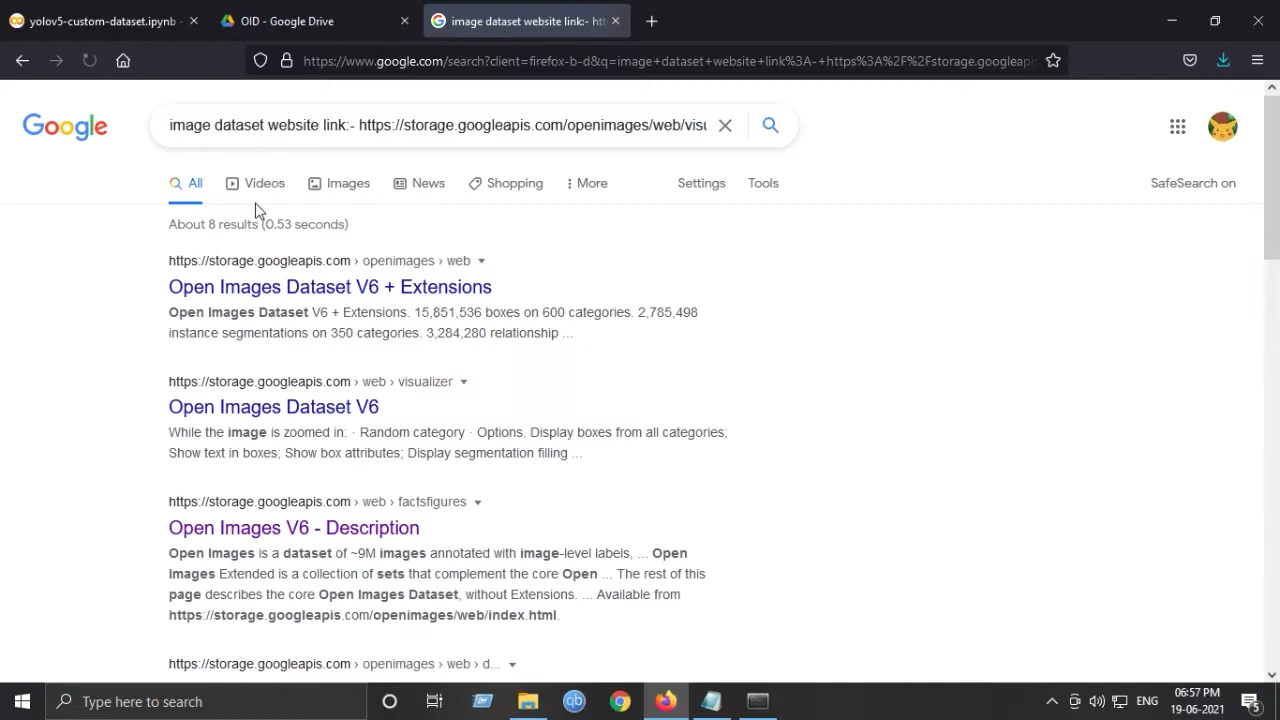 yolov5-custom-dataset.ipynb -
OID - Google Drive
image dataset website link:- htt
https://www.google.com/search?client=firefox-b-d&q=image+dataset+website+link%3A-+https%3A%2F%2Fstorage.googleapis
Google
image dataset website link:- https://storage.googleapis.com/openimages/web/visu
All
Videos
Images
News
Shopping
More
Settings
Tools
SafeSearch on
About 8 results (0.53 seconds)
https://storage.googleapis.com › openimages › web
Open Images Dataset V6 + Extensions
Open Images Dataset V6 + Extensions. 15,851,536 boxes on 600 categories. 2,785,498
instance segmentations on 350 categories. 3,284,280 relationship ...
https://storage.googleapis.com › web › visualizer
Open Images Dataset V6
While the image is zoomed in: · Random category · Options. Display boxes from all categories;
Show text in boxes; Show box attributes; Display segmentation filling ...
https://storage.googleapis.com › web › factsfigures
Open Images V6 - Description
Open Images is a dataset of ~9M images annotated with image-level labels, ... Open
Images Extended is a collection of sets that complement the core Open ... The rest of this
page describes the core Open Images Dataset, without Extensions. ... Available from
https://storage.googleapis.com/openimages/web/index.html.
https://storage.googleapis.com › openimages › web › d...
Type here to search
qb
ENG
06:57 PM
19-06-2021
5